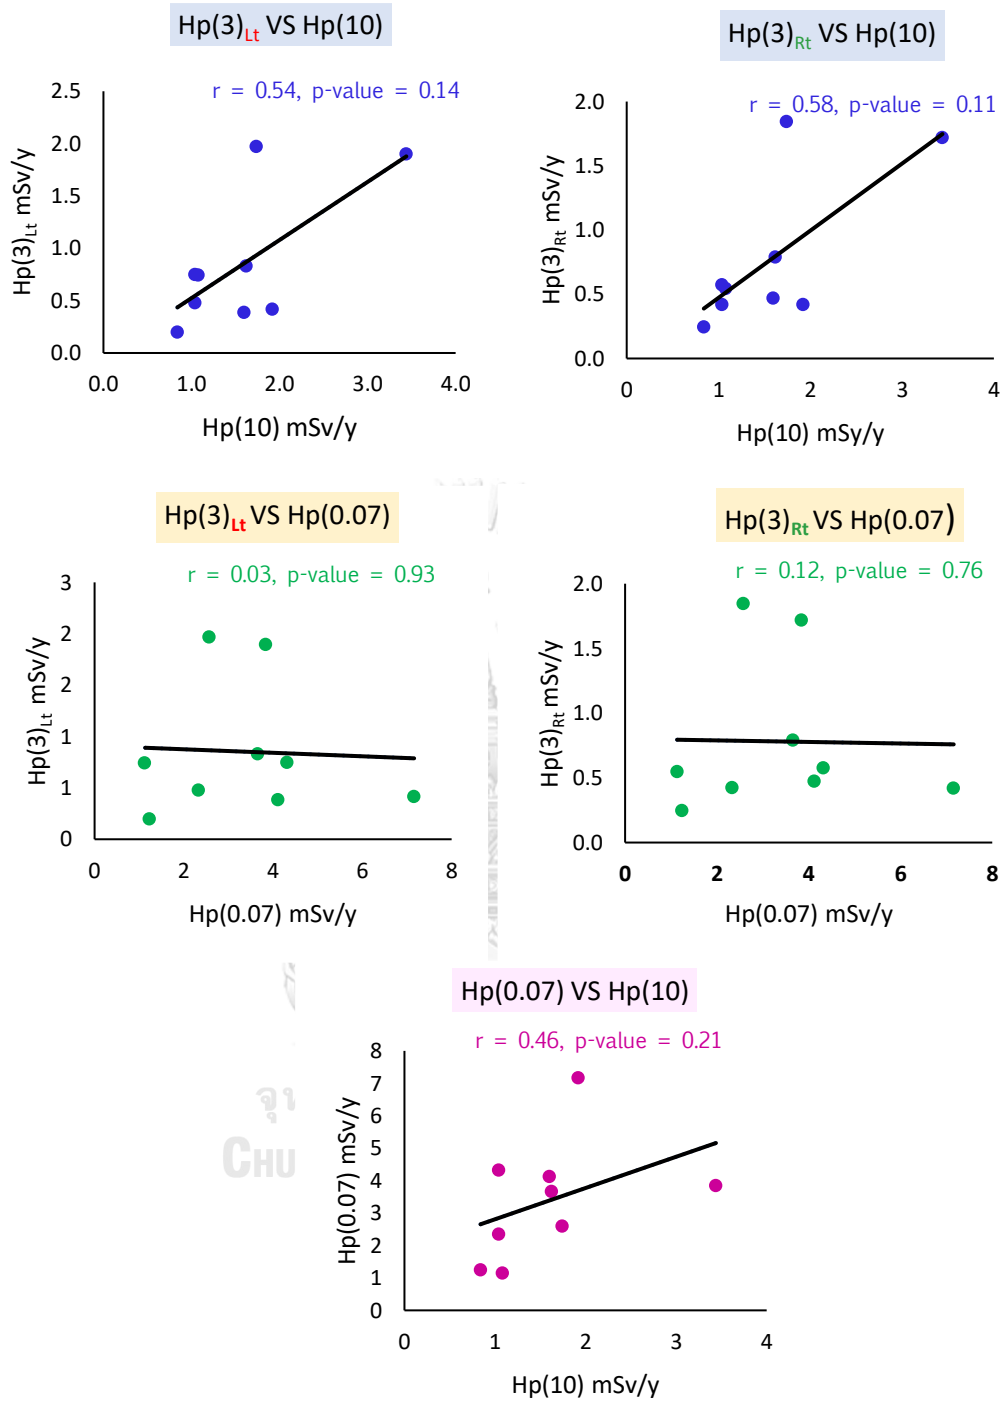 Hp(3)Lt VS Hp(10)
r = 0.54, p-value = 0.14
Hp(3)Lt mSv/y
2.5
2.0
1.5
1.0
0.5
0.0
0.0 1.0 2.0 3.0 4.0
Hp(10) mSv/y
Hp(3)Rt VS Hp(10)
r = 0.58, p-value = 0.11
Hp(3)Rt mSv/y
2.0
1.5
1.0
0.5
0.0
0 1 2 3 4
Hp(10) mSy/y
Hp(3)Lt VS Hp(0.07)
r = 0.03, p-value = 0.93
Hp(3)Lt mSv/y
3
2
2
1
1
0
0 2 4 6 8
Hp(0.07) mSv/y
Hp(3)Rt VS Hp(0.07)
r = 0.12, p-value = 0.76
Hp(3)Rt mSv/y
2.0
1.5
1.0
0.5
0.0
0 2 4 6 8
Hp(0.07) mSv/y
Hp(0.07) VS Hp(10)
r = 0.46, p-value = 0.21
Hp(0.07) mSv/y
8
7
6
5
4
3
2
1
0
0 1 2 3 4
Hp(10) mSv/y
CHU